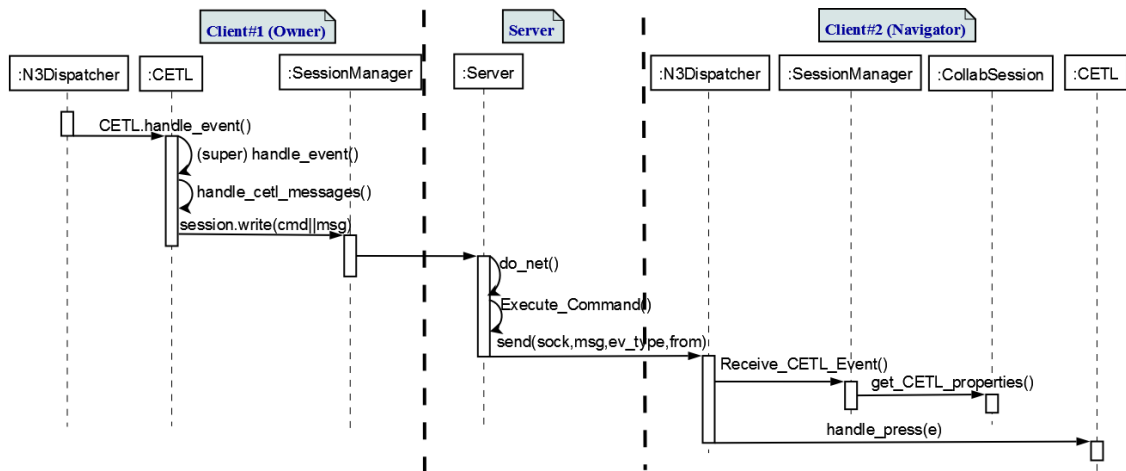 Client#1 (Owner)
Server
Client#2 (Navigator)
:N3Dispatcher
:CETL
:SessionManager
:Server
:N3Dispatcher
:SessionManager
:CollabSession
:CETL
CETL.handle_event()
(super) handle_event()
handle_cetl_messages()
session.write(cmd||msg)
do_net()
Execute_Command()
send(sock,msg,ev_type,from)
Receive_CETL_Event()
get_CETL_properties()
handle_press(e)